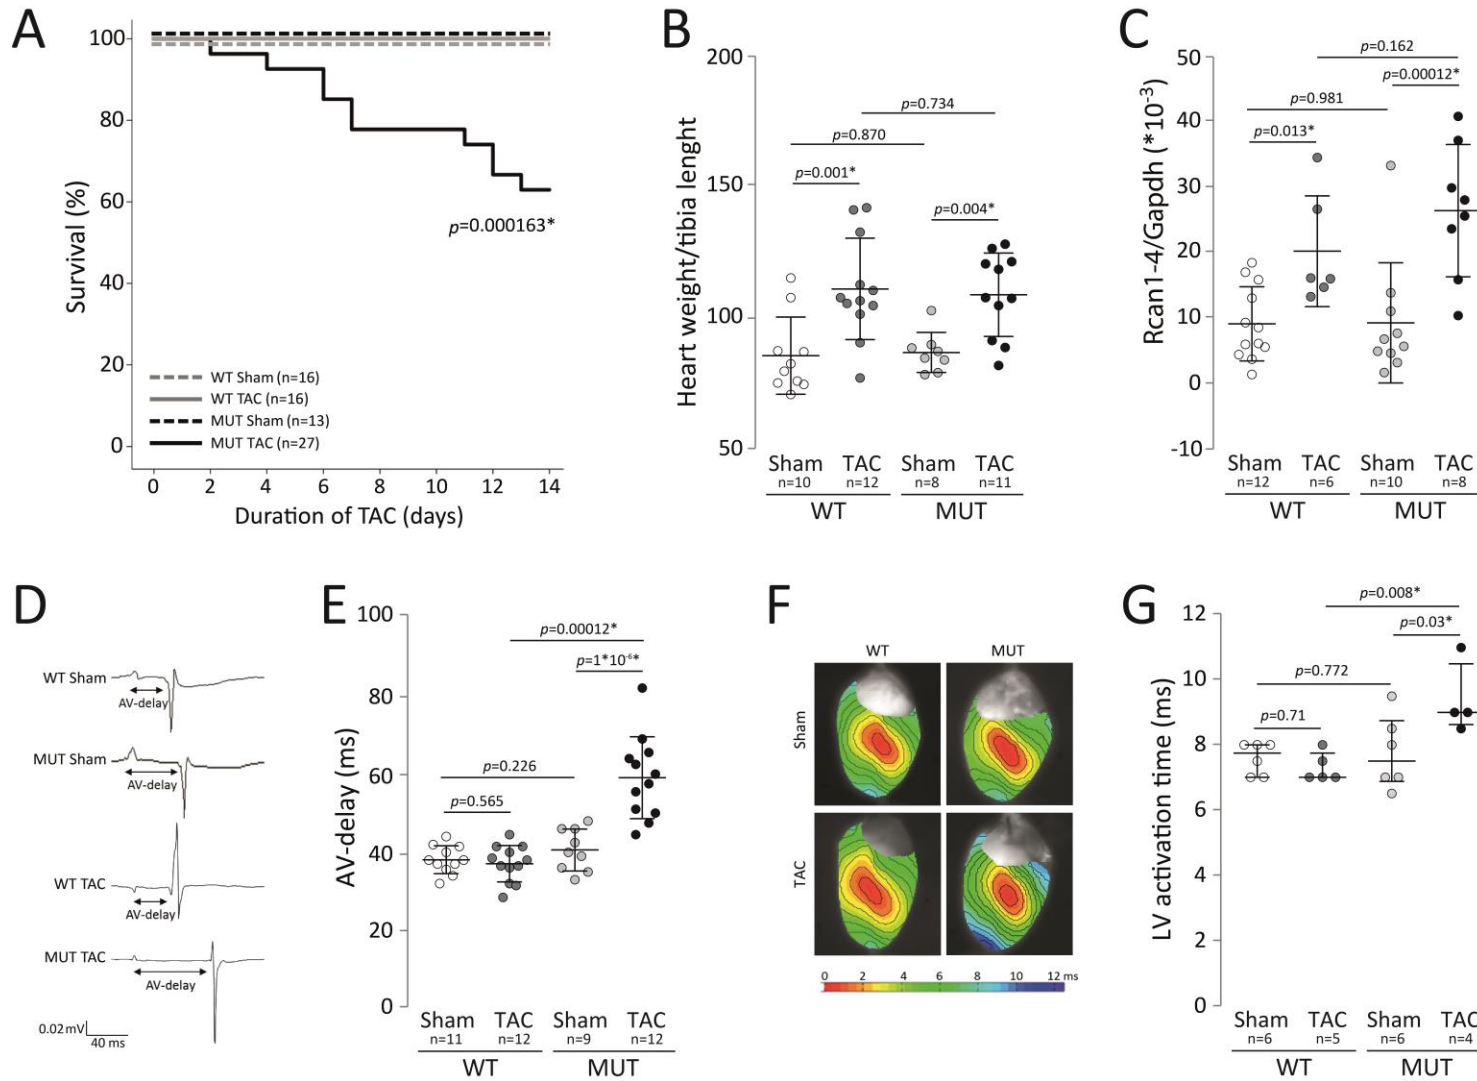 A
100
80
60
40
20
0
Survival (%)
p=0.000163*
WT Sham (n=16)
WT TAC (n=16)
MUT Sham (n=13)
MUT TAC (n=27)
0 2 4 6 8 10 12 14
Duration of TAC (days)
B
200
150
100
50
Heart weight/tibia lenght
p=0.734
p=0.870
p=0.001*
p=0.004*
Sham TAC Sham TAC
n=10 n=12 n=8 n=11
WT MUT
C
50
40
30
20
10
0
-10
Rcan1-4/Gapdh (*10-3)
p=0.162
p=0.00012*
p=0.981
p=0.013*
Sham TAC Sham TAC
n=12 n=6 n=10 n=8
WT MUT
D
WT Sham
AV-delay
MUT Sham
AV-delay
WT TAC
AV-delay
MUT TAC
AV-delay
0.02mV
40 ms
E
100
80
60
40
20
0
AV-delay (ms)
p=0.00012*
p=1*10-6*
p=0.226
p=0.565
Sham TAC Sham TAC
n=11 n=12 n=9 n=12
WT MUT
F
WT MUT
Sham
TAC
0 2 4 6 8 10 12 ms
G
12
10
8
6
4
2
0
LV activation time (ms)
p=0.008*
p=0.03*
p=0.772
p=0.71
Sham TAC Sham TAC
n=6 n=5 n=6 n=4
WT MUT